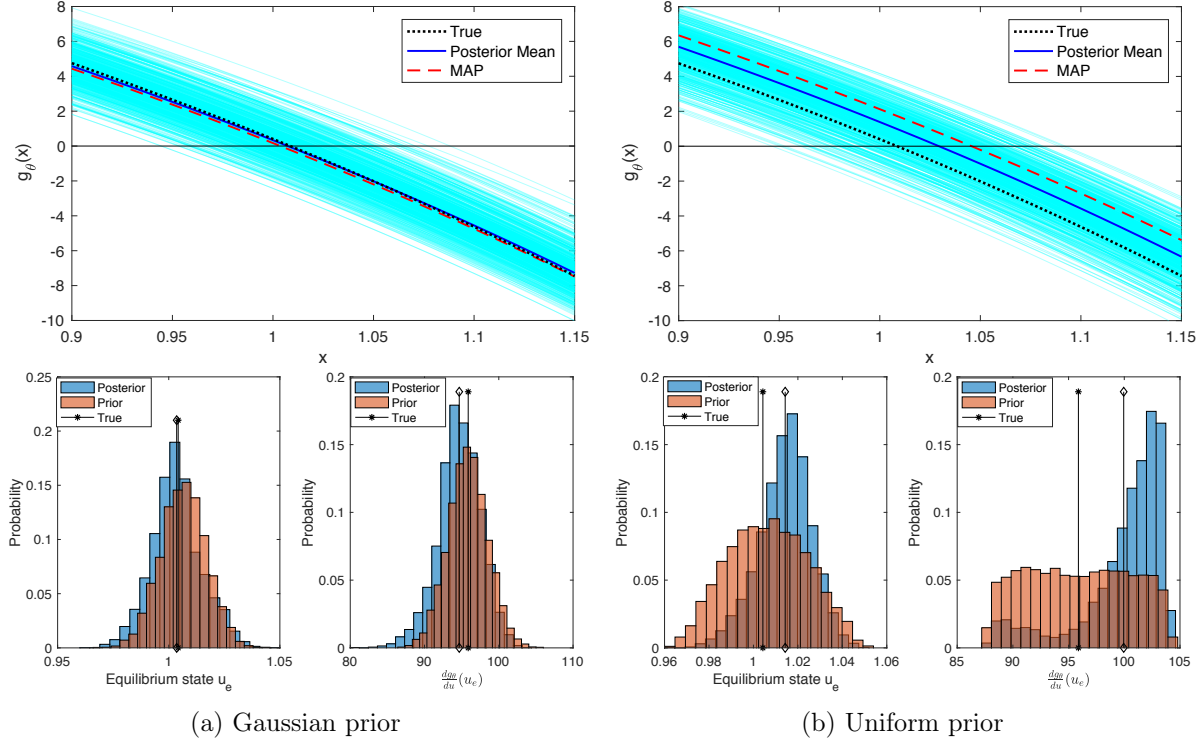 8
6
4
2
0
-2
-4
-6
-8
-10
g_θ(x)
True
Posterior Mean
MAP
0.9
0.95
1
1.05
1.1
1.15
x
8
6
4
2
0
-2
-4
-6
-8
-10
g_θ(x)
True
Posterior Mean
MAP
0.9
0.95
1
1.05
1.1
1.15
x
0.25
0.2
0.15
0.1
0.05
0
Probability
Posterior
Prior
True
0.95
1
1.05
Equilibrium state u_e
0.2
0.15
0.1
0.05
0
Probability
Posterior
Prior
True
80
90
100
110
dg_θ/du (u_e)
0.2
0.15
0.1
0.05
0
Probability
Posterior
Prior
True
0.96
0.98
1
1.02
1.04
1.06
Equilibrium state u_e
0.2
0.15
0.1
0.05
0
Probability
Posterior
Prior
True
85
90
95
100
105
dg_θ/du (u_e)
(a) Gaussian prior
(b) Uniform prior